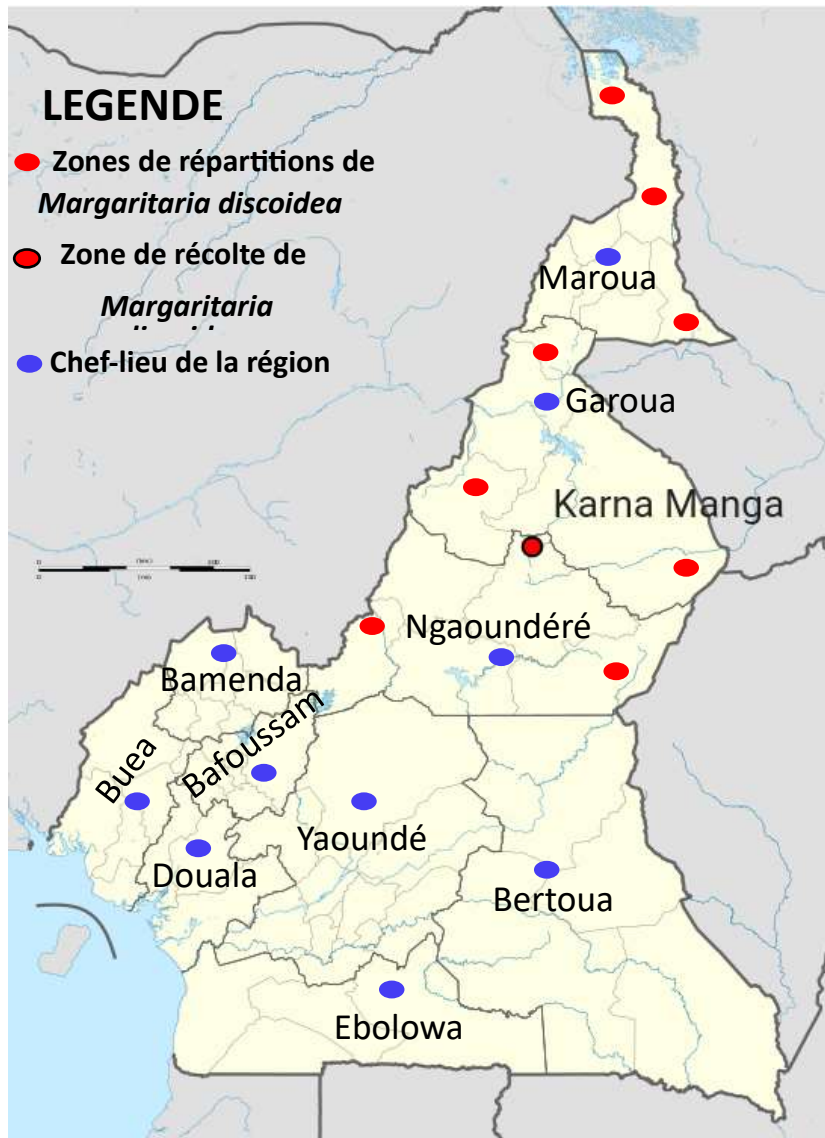 LEGENDE
Zones de répartitions de
Margaritaria discoidea
Zone de récolte de
Margaritaria
Chef-lieu de la région
Maroua
Garoua
Karna Manga
Ngaoundéré
Bamenda
Bafoussam
Buea
Yaoundé
Douala
Bertoua
Ebolowa